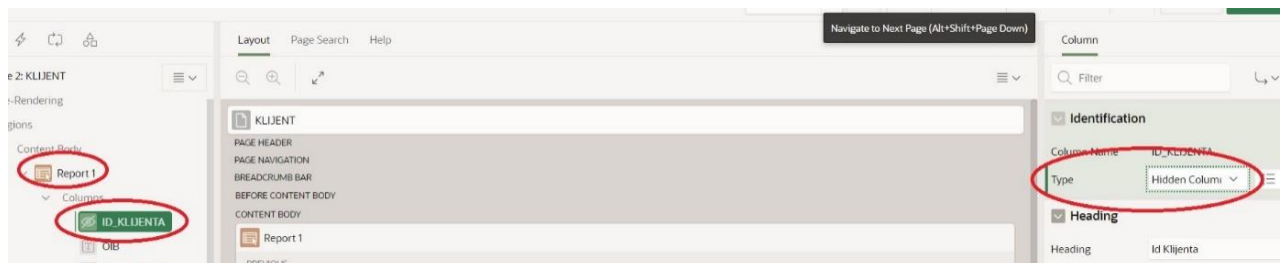 Navigate to Next Page (Alt+Shift+Page Down)
Layout Page Search Help
Column
2: KLIJENT
Filter
-Rendering
Identification
KLIJENT
Content Body
PAGE HEADER
Column Name ID_KLIJENTA
PAGE NAVIGATION
Report 1
BREADCRUMB BAR
Type Hidden Colum
Columns
BEFORE CONTENT BODY
ID_KLIJENTA
CONTENT BODY
Heading
OIB
Report 1
Heading Id Klijenta